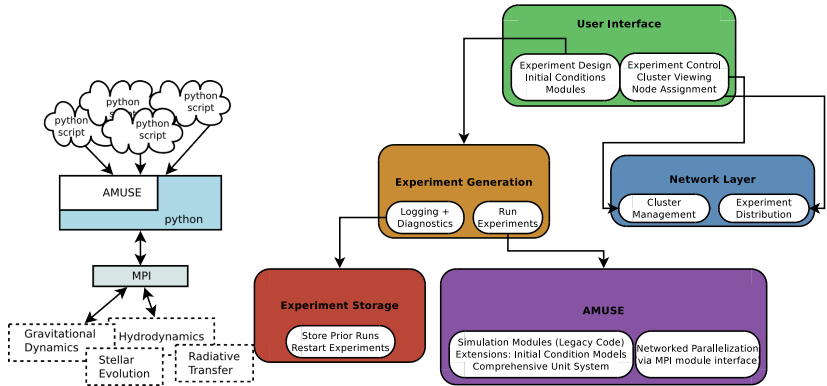 python
script
python
script
python
script
python
script
AMUSE
python
MPI
Gravitational
Dynamics
Hydrodynamics
Stellar
Evolution
Radiative
Transfer
User Interface
Experiment Design
Initial Conditions
Modules
Experiment Control
Cluster Viewing
Node Assignment
Experiment Generation
Logging +
Diagnostics
Run
Experiments
Network Layer
Cluster
Management
Experiment
Distribution
Experiment Storage
Store Prior Runs
Restart Experiments
AMUSE
Simulation Modules (Legacy Code)
Extensions: Initial Condition Models
Comprehensive Unit System
Networked Parallelization
via MPI module interface